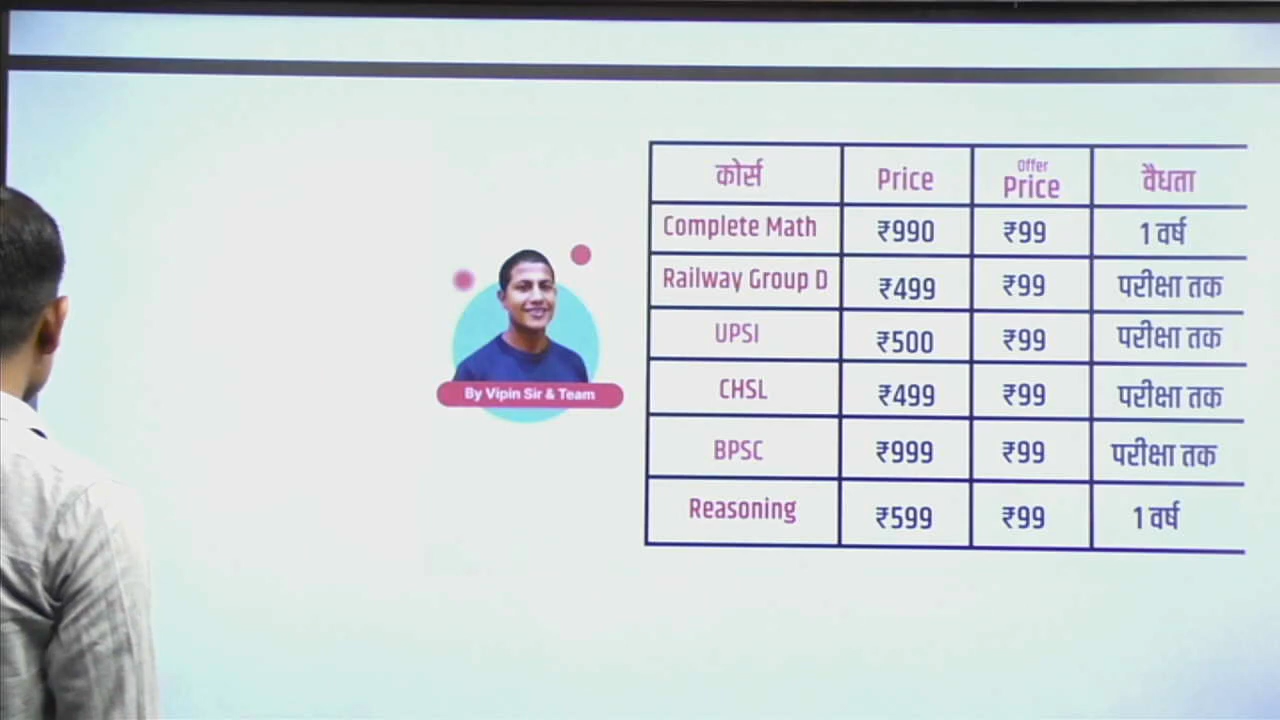 कोर्स Price Offer Price वैधता
Complete Math ₹990 ₹99 1 वर्ष
Railway Group D ₹499 ₹99 परीक्षा तक
UPSI ₹500 ₹99 परीक्षा तक
CHSL ₹499 ₹99 परीक्षा तक
By Vipin Sir & Team
BPSC ₹999 ₹99 परीक्षा तक
Reasoning ₹599 ₹99 1 वर्ष